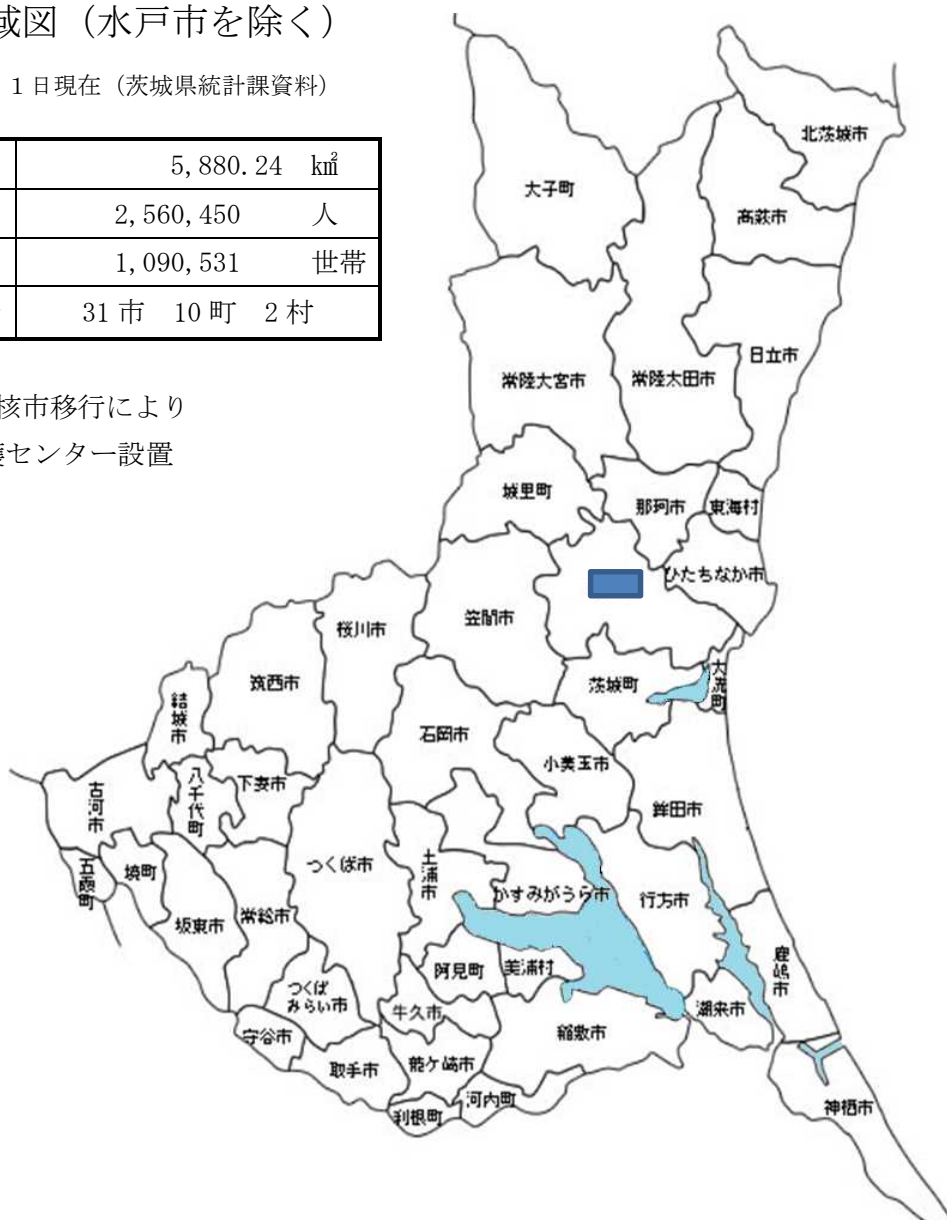 域図（水戸市を除く）
１日現在（茨城県統計課資料）
5,880.24 ㎢
2,560,450 人
1,090,531 世帯
31市 10町 2村
核市移行により
センター設置
北茨城市
大子町
高萩市
日立市
常陸大宮市
常陸太田市
城里町
那珂市
東海村
ひたちなか市
笠間市
桜川市
筑西市
結城市
茨城町
大洗町
石岡市
小美玉市
鉾田市
下妻市
八千代町
古河市
五霞町
境町
坂東市
常総市
つくば市
土浦市
かすみがうら市
行方市
鹿嶋市
阿見町
美浦村
潮来市
つくば
みらい市
牛久市
稲敷市
守谷市
取手市
龍ケ崎市
河内町
利根町
神栖市